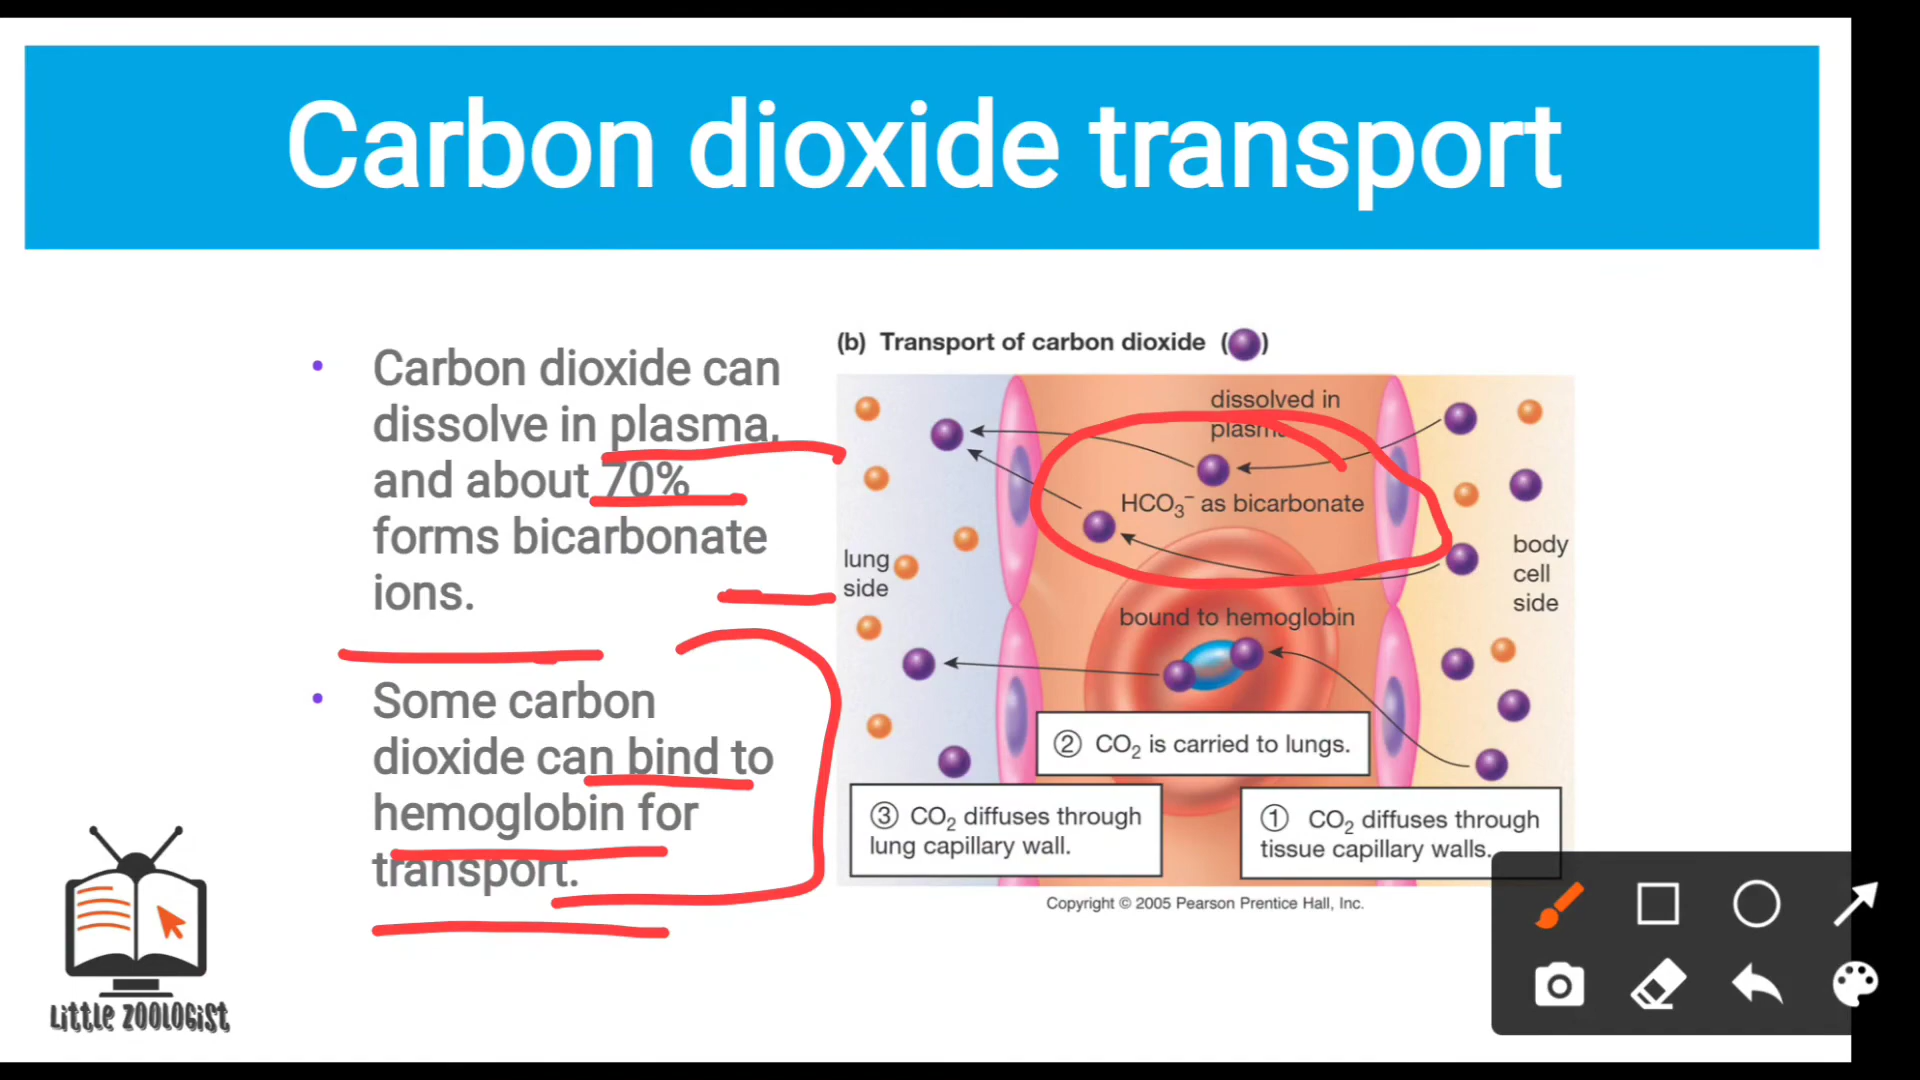 Carbon dioxide transport
• Carbon dioxide can
dissolve in plasma,
and about 70%
forms bicarbonate
ions.
• Some carbon
dioxide can bind to
hemoglobin for
transport.
(b) Transport of carbon dioxide ( )
dissolved in
plasma
HCO₃⁻ as bicarbonate
lung
side
body
cell
side
bound to hemoglobin
② CO₂ is carried to lungs.
③ CO₂ diffuses through
lung capillary wall.
① CO₂ diffuses through
tissue capillary walls.
Copyright © 2005 Pearson Prentice Hall, Inc.
LittLE ZOOLOGiSt